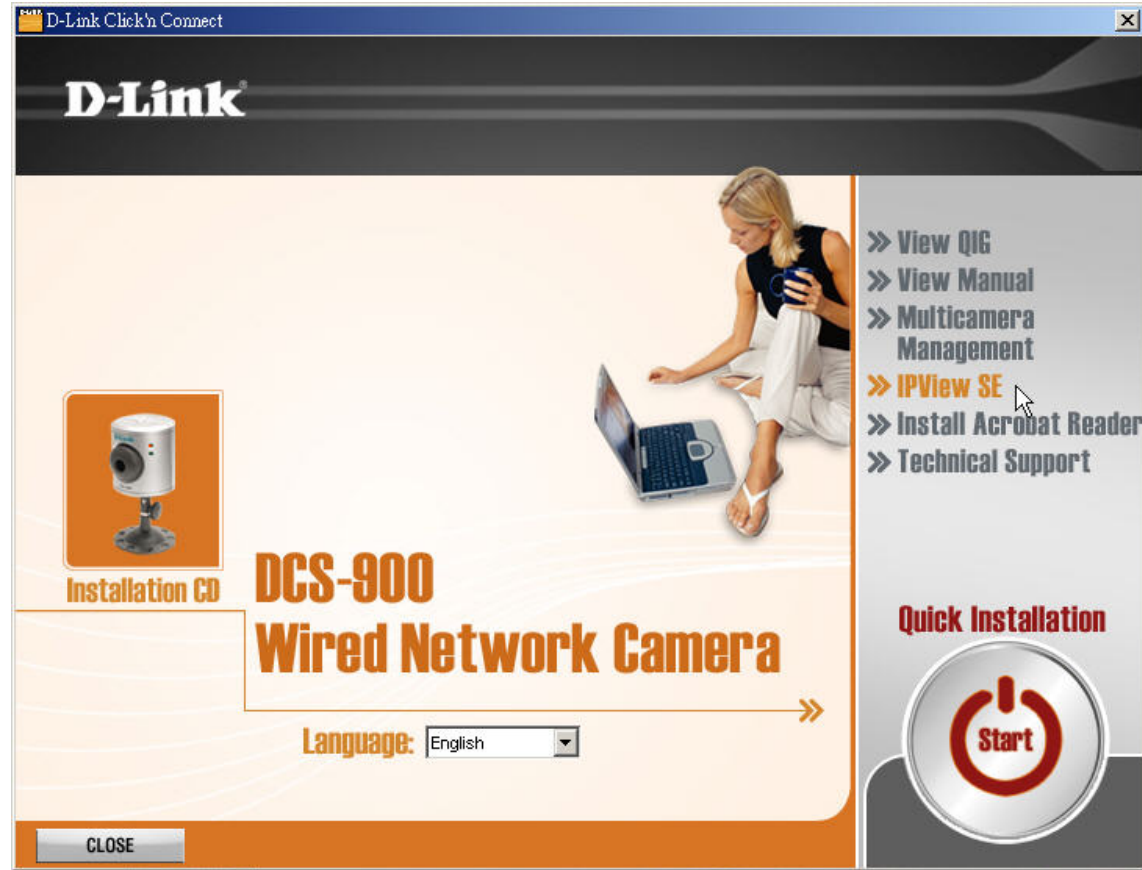 D-Link Click'n Connect
D-Link®
» View QIG
» View Manual
» Multicamera
Management
» IPView SE
» Install Acrobat Reader
» Technical Support
Installation CD
DCS-900
Wired Network Camera
Language: English
Quick Installation
Start
CLOSE